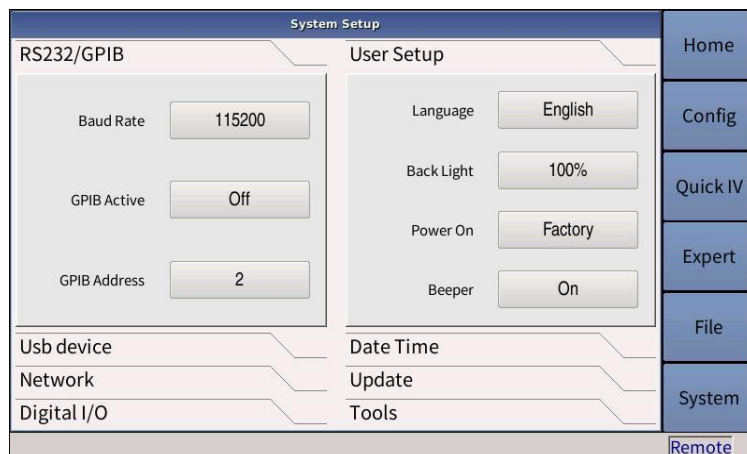 System Setup
RS232/GPIB
Baud Rate
115200
GPIB Active
Off
GPIB Address
2
Usb device
Network
Digital I/O
User Setup
Language
English
Back Light
100%
Power On
Factory
Beeper
On
Date Time
Update
Tools
Home
Config
Quick IV
Expert
File
System
Remote